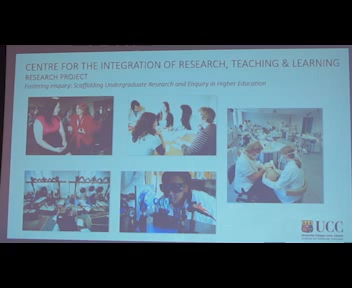 CENTRE FOR THE INTEGRATION OF RESEARCH, TEACHING & LEARNING
RESEARCH PROJECT
Fostering Enquiry: Scaffolding Undergraduate Research and Enquiry in Higher Education
UCC